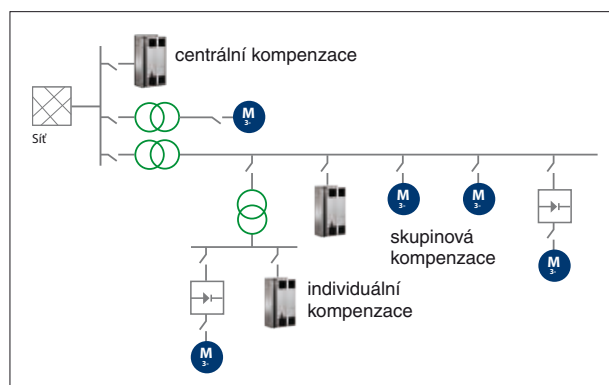 centrální kompenzace
Síť
M
3~
M
3~
M
3~
skupinová
kompenzace
M
3~
individuální
kompenzace
M
3~